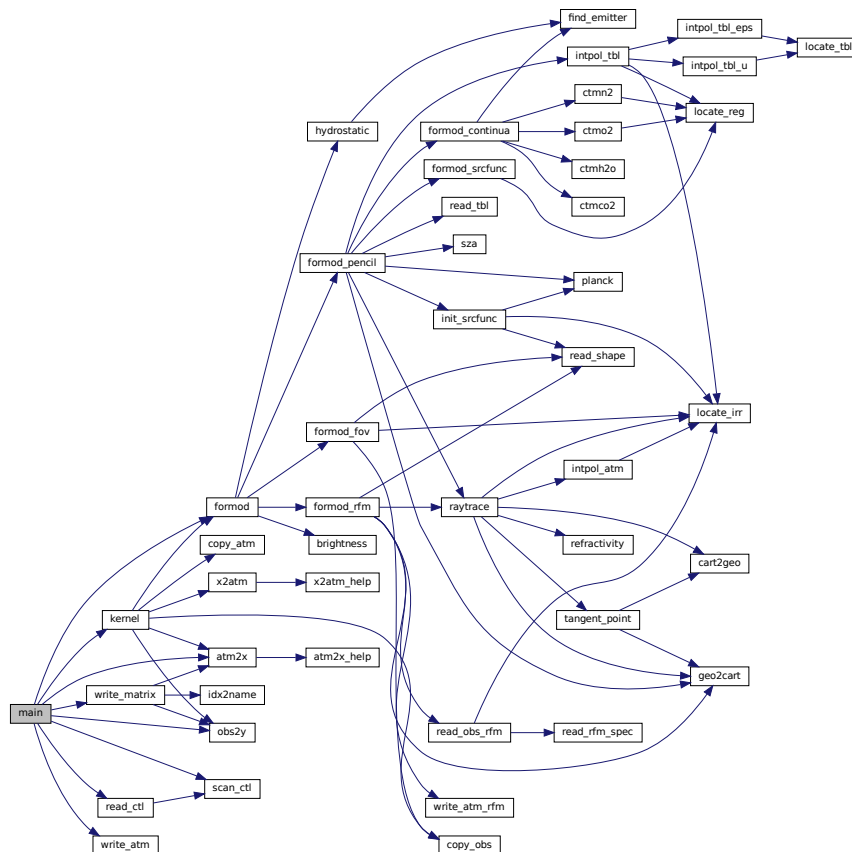 find_emitter
intpol_tbl_eps
intpol_tbl
locate_tbl
intpol_tbl_u
ctmn2
locate_reg
hydrostatic
formod_continua
ctmo2
formod_srcfunc
ctmh2o
read_tbl
ctmco2
sza
formod_pencil
planck
init_srcfunc
read_shape
locate_irr
formod_fov
intpol_atm
formod
formod_rfm
raytrace
copy_atm
brightness
refractivity
cart2geo
x2atm
x2atm_help
kernel
tangent_point
atm2x
atm2x_help
geo2cart
write_matrix
idx2name
main
obs2y
read_obs_rfm
read_rfm_spec
scan_ctl
read_ctl
write_atm_rfm
write_atm
copy_obs